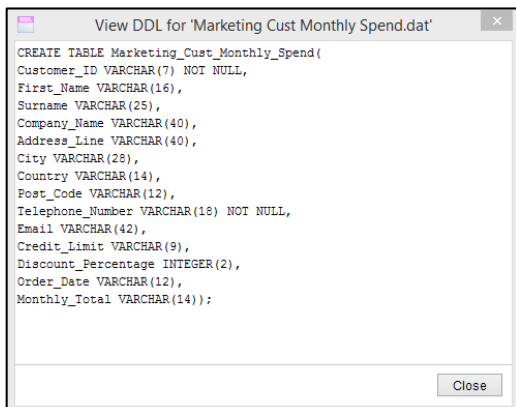 DDL
View DDL for 'Marketing Cust Monthly Spend.dat'
CREATE TABLE Marketing_Cust_Monthly_Spend(
Customer_ID VARCHAR(7) NOT NULL,
First_Name VARCHAR(16),
Surname VARCHAR(25),
Company_Name VARCHAR(40),
Address_Line VARCHAR(40),
City VARCHAR(28),
Country VARCHAR(14),
Post_Code VARCHAR(12),
Telephone_Number VARCHAR(18) NOT NULL,
Email VARCHAR(42),
Credit_Limit VARCHAR(9),
Discount_Percentage INTEGER(2),
Order_Date VARCHAR(12),
Monthly_Total VARCHAR(14));
Close